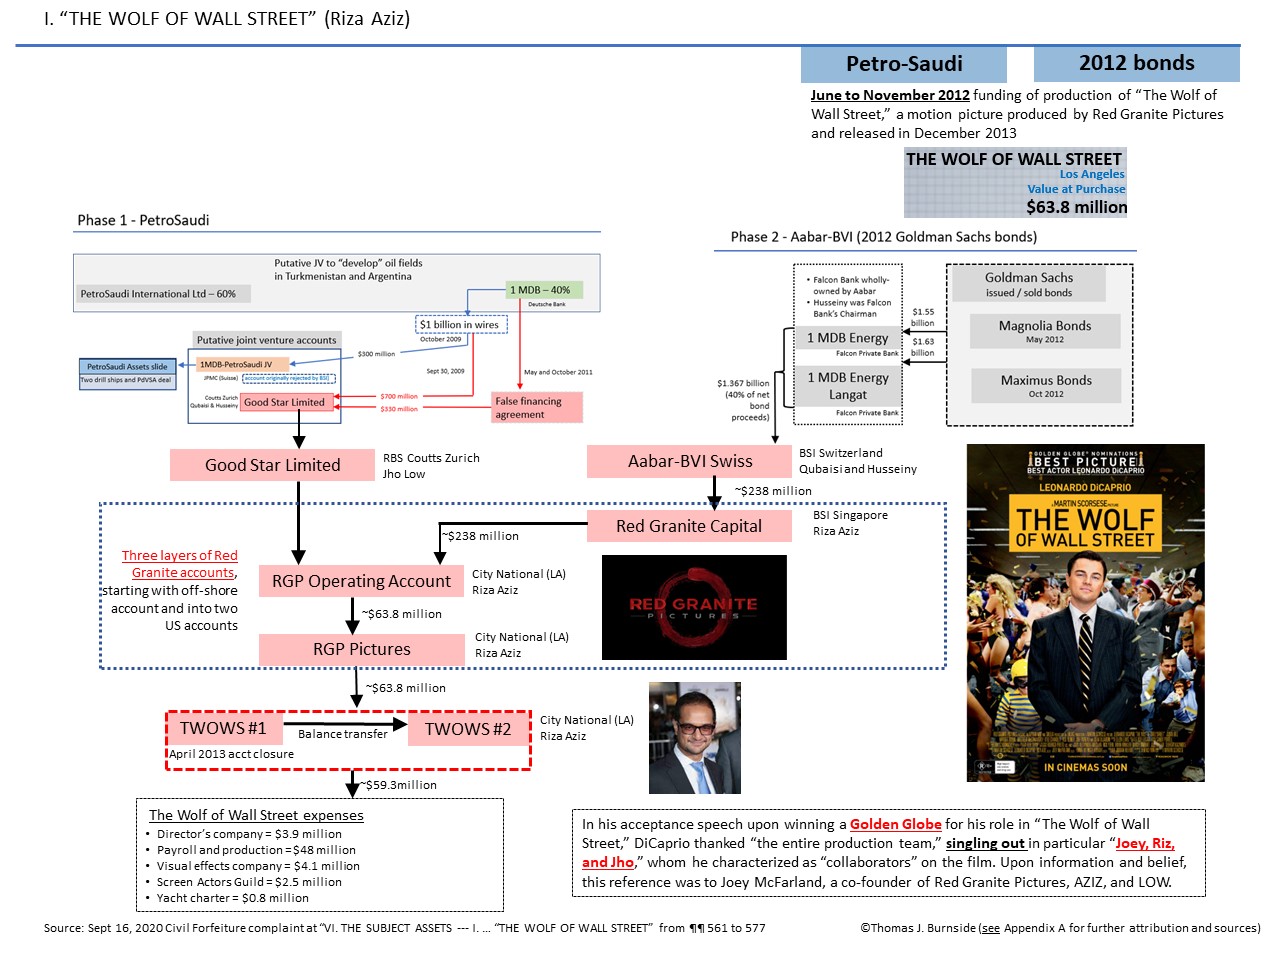 I. “THE WOLF OF WALL STREET” (Riza Aziz)
Petro-Saudi
2012 bonds
June to November 2012 funding of production of “The Wolf of
Wall Street,” a motion picture produced by Red Granite Pictures
and released in December 2013
THE WOLF OF WALL STREET
Los Angeles
Value at Purchase
$63.8 million
Phase 1 - PetroSaudi
Putative JV to “develop” oil fields
in Turkmenistan and Argentina
PetroSaudi International Ltd – 60%
1 MDB – 40%
Deutsche Bank
$1 billion in wires
October 2009
Putative joint venture accounts
$300 million
PetroSaudi Assets slide
Two drill ships and PdVSA deal
1MDB-PetroSaudi JV
JPMC (Suisse)
account originally rejected by BSI
Sept 30, 2009
May and October 2011
Coutts Zurich
Qubaisi & Husseiny
Good Star Limited
$700 million
$330 million
False financing
agreement
Phase 2 - Aabar-BVI (2012 Goldman Sachs bonds)
• Falcon Bank wholly-
owned by Aabar
• Husseiny was Falcon
Bank’s Chairman
1 MDB Energy
Falcon Private Bank
1 MDB Energy
Langat
Falcon Private Bank
$1.55
billion
$1.63
billion
Goldman Sachs
issued / sold bonds
Magnolia Bonds
May 2012
Maximus Bonds
Oct 2012
$1.367 billion
(40% of net
bond
proceeds)
Good Star Limited
RBS Coutts Zurich
Jho Low
Aabar-BVI Swiss
BSI Switzerland
Qubaisi and Husseiny
~$238 million
Red Granite Capital
BSI Singapore
Riza Aziz
~$238 million
Three layers of Red
Granite accounts,
starting with off-shore
account and into two
US accounts
RGP Operating Account
City National (LA)
Riza Aziz
~$63.8 million
RGP Pictures
City National (LA)
Riza Aziz
RED GRANITE
PICTURES
~$63.8 million
TWOWS #1
Balance transfer
TWOWS #2
City National (LA)
Riza Aziz
April 2013 acct closure
~$59.3million
The Wolf of Wall Street expenses
• Director’s company = $3.9 million
• Payroll and production = $48 million
• Visual effects company = $4.1 million
• Screen Actors Guild = $2.5 million
• Yacht charter = $0.8 million
GOLDEN GLOBE® NOMINATIONS
BEST PICTURE
BEST ACTOR LEONARDO DiCAPRIO
LEONARDO DiCAPRIO
A MARTIN SCORSESE PICTURE
THE WOLF
OF WALL STREET
IN CINEMAS SOON
In his acceptance speech upon winning a Golden Globe for his role in “The Wolf of Wall
Street,” DiCaprio thanked “the entire production team,” singling out in particular “Joey, Riz,
and Jho,” whom he characterized as “collaborators” on the film. Upon information and belief,
this reference was to Joey McFarland, a co-founder of Red Granite Pictures, AZIZ, and LOW.
Source: Sept 16, 2020 Civil Forfeiture complaint at “VI. THE SUBJECT ASSETS --- I. ... “THE WOLF OF WALL STREET” from ¶¶ 561 to 577
©Thomas J. Burnside (see Appendix A for further attribution and sources)